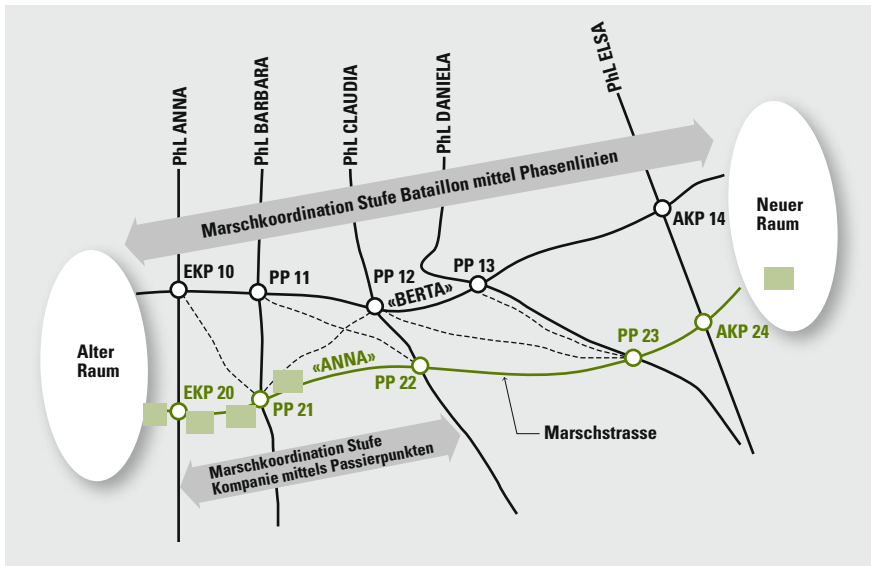 PhL ANNA
PhL BARBARA
PhL CLAUDIA
PhL DANIELA
PhL ELSA
Marschkoordination Stufe Bataillon mittel Phasenlinien
Neuer
Raum
AKP 14
EKP 10
PP 11
PP 12
«BERTA»
PP 13
Alter
Raum
EKP 20
PP 21
«ANNA»
PP 22
PP 23
AKP 24
Marschstrasse
Marschkoordination Stufe
Kompanie mittels Passierpunkten